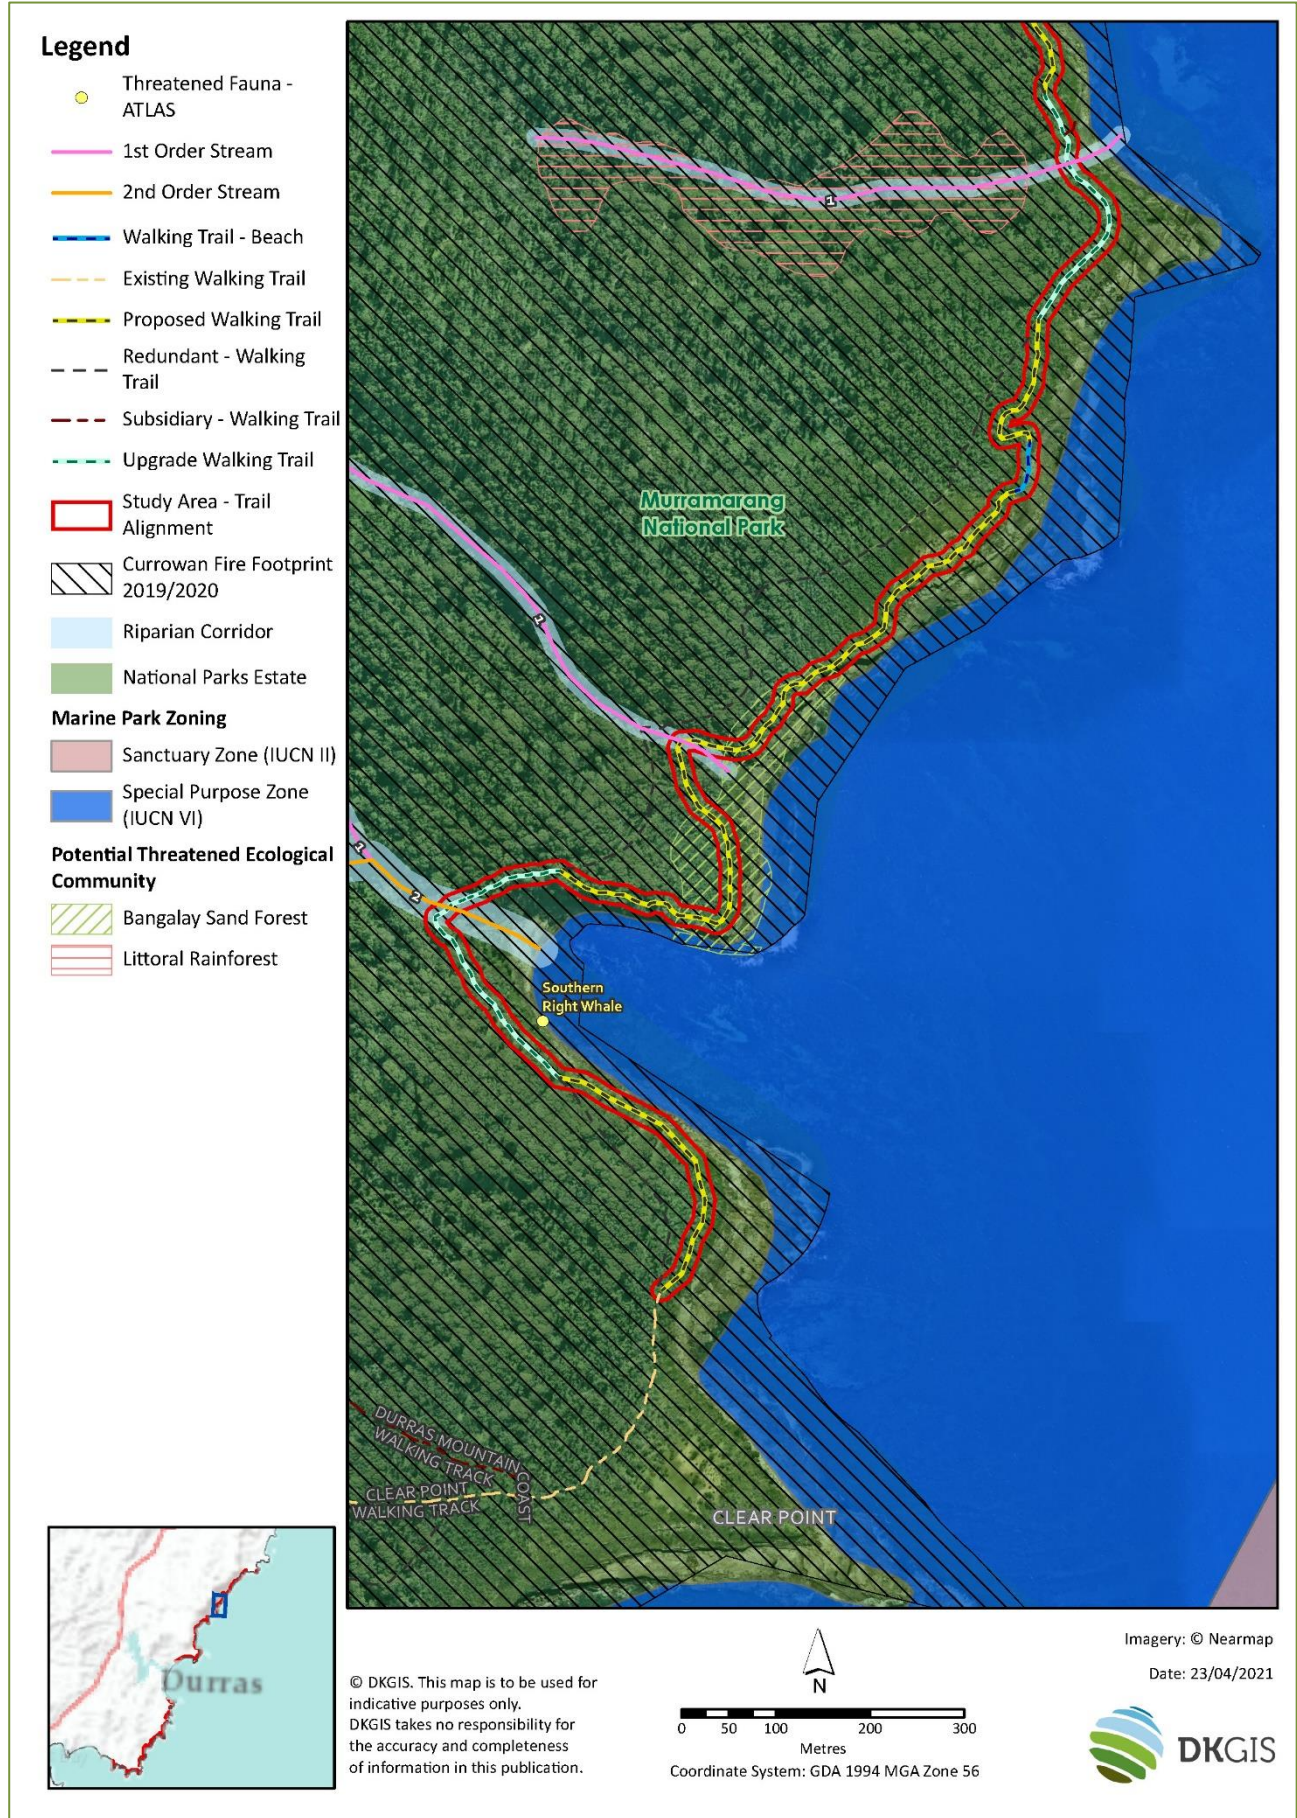 Legend
Threatened Fauna -
ATLAS
1st Order Stream
2nd Order Stream
Walking Trail - Beach
Existing Walking Trail
Proposed Walking Trail
Redundant - Walking
Trail
Subsidiary - Walking Trail
Upgrade Walking Trail
Study Area - Trail
Alignment
Currowan Fire Footprint
2019/2020
Riparian Corridor
National Parks Estate
Marine Park Zoning
Sanctuary Zone (IUCN II)
Special Purpose Zone
(IUCN VI)
Potential Threatened Ecological
Community
Bangalay Sand Forest
Littoral Rainforest
1
Murramarang
National Park
1
1
2
Southern
Right Whale
DURRAS MOUNTAIN
WALKING TRACK
COAST
CLEAR POINT
WALKING TRACK
CLEAR POINT
Durras
© DKGIS. This map is to be used for
indicative purposes only.
DKGIS takes no responsibility for
the accuracy and completeness
of information in this publication.
N
0 50 100 200 300
Metres
Coordinate System: GDA 1994 MGA Zone 56
Imagery: © Nearmap
Date: 23/04/2021
DKGIS